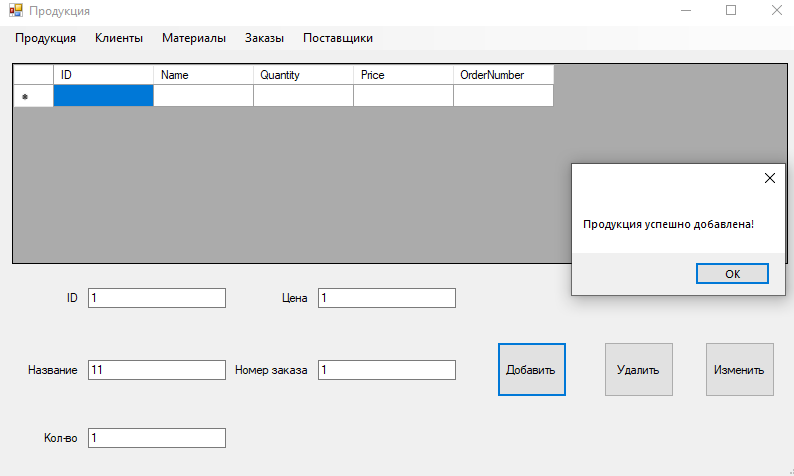 Продукция
Продукция Клиенты Материалы Заказы Поставщики
ID Name Quantity Price OrderNumber
Продукция успешно добавлена!
OK
ID 1 Цена 1
Название 11 Номер заказа 1 Добавить Удалить Изменить
Кол-во 1